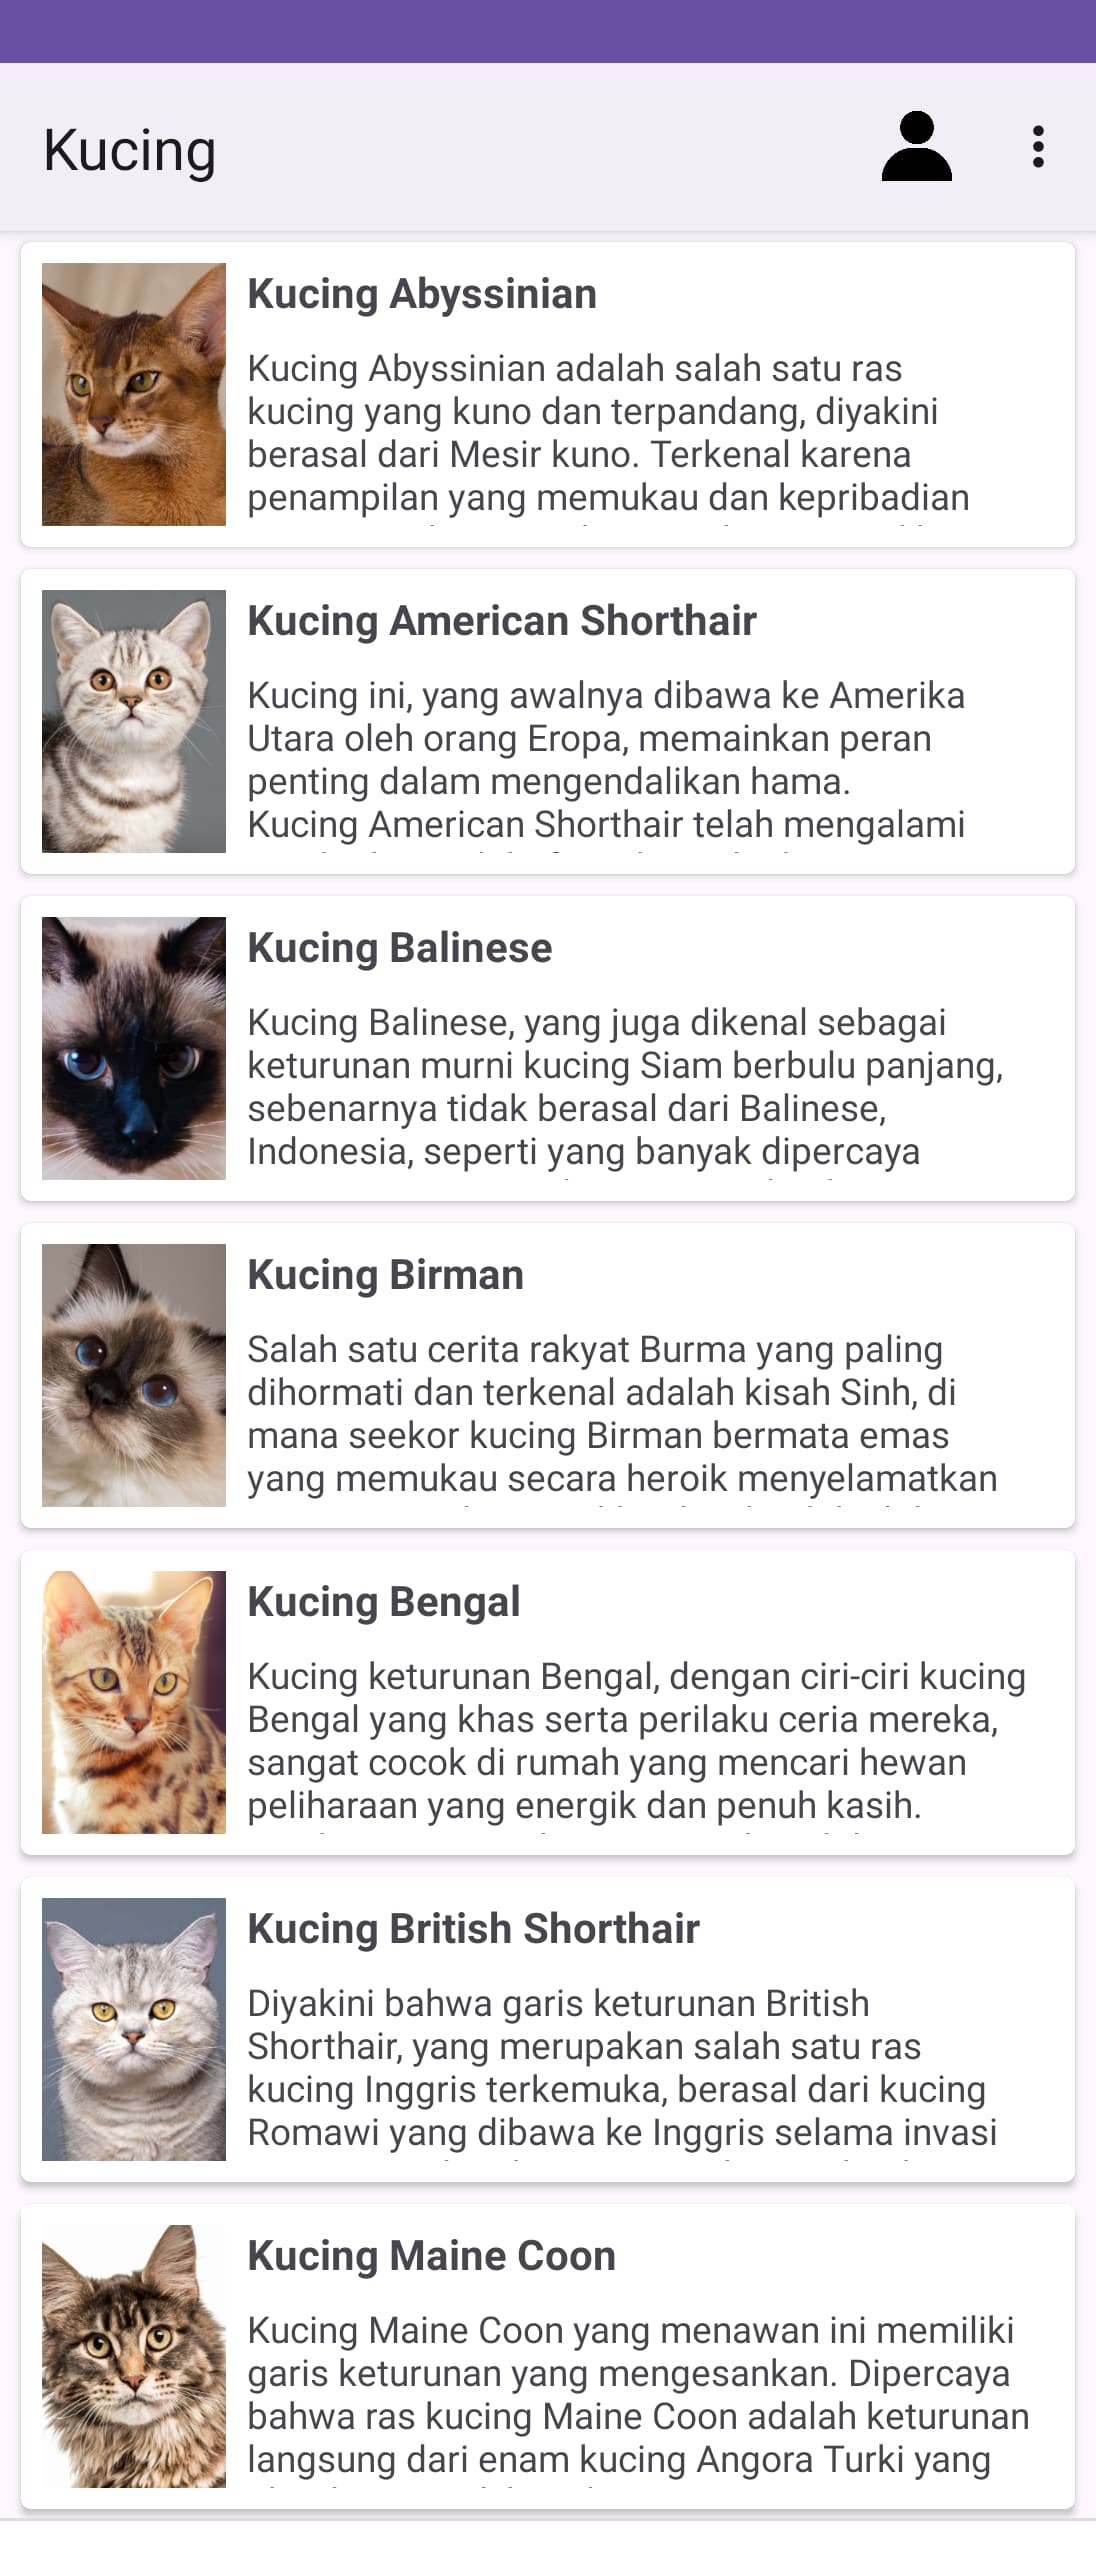 Kucing
Kucing Abyssinian
Kucing Abyssinian adalah salah satu ras
kucing yang kuno dan terpandang, diyakini
berasal dari Mesir kuno. Terkenal karena
penampilan yang memukau dan kepribadian
Kucing American Shorthair
Kucing ini, yang awalnya dibawa ke Amerika
Utara oleh orang Eropa, memainkan peran
penting dalam mengendalikan hama.
Kucing American Shorthair telah mengalami
Kucing Balinese
Kucing Balinese, yang juga dikenal sebagai
keturunan murni kucing Siam berbulu panjang,
sebenarnya tidak berasal dari Balinese,
Indonesia, seperti yang banyak dipercaya
Kucing Birman
Salah satu cerita rakyat Burma yang paling
dihormati dan terkenal adalah kisah Sinh, di
mana seekor kucing Birman bermata emas
yang memukau secara heroik menyelamatkan
Kucing Bengal
Kucing keturunan Bengal, dengan ciri-ciri kucing
Bengal yang khas serta perilaku ceria mereka,
sangat cocok di rumah yang mencari hewan
peliharaan yang energik dan penuh kasih.
Kucing British Shorthair
Diyakini bahwa garis keturunan British
Shorthair, yang merupakan salah satu ras
kucing Inggris terkemuka, berasal dari kucing
Romawi yang dibawa ke Inggris selama invasi
Kucing Maine Coon
Kucing Maine Coon yang menawan ini memiliki
garis keturunan yang mengesankan. Dipercaya
bahwa ras kucing Maine Coon adalah keturunan
langsung dari enam kucing Angora Turki yang